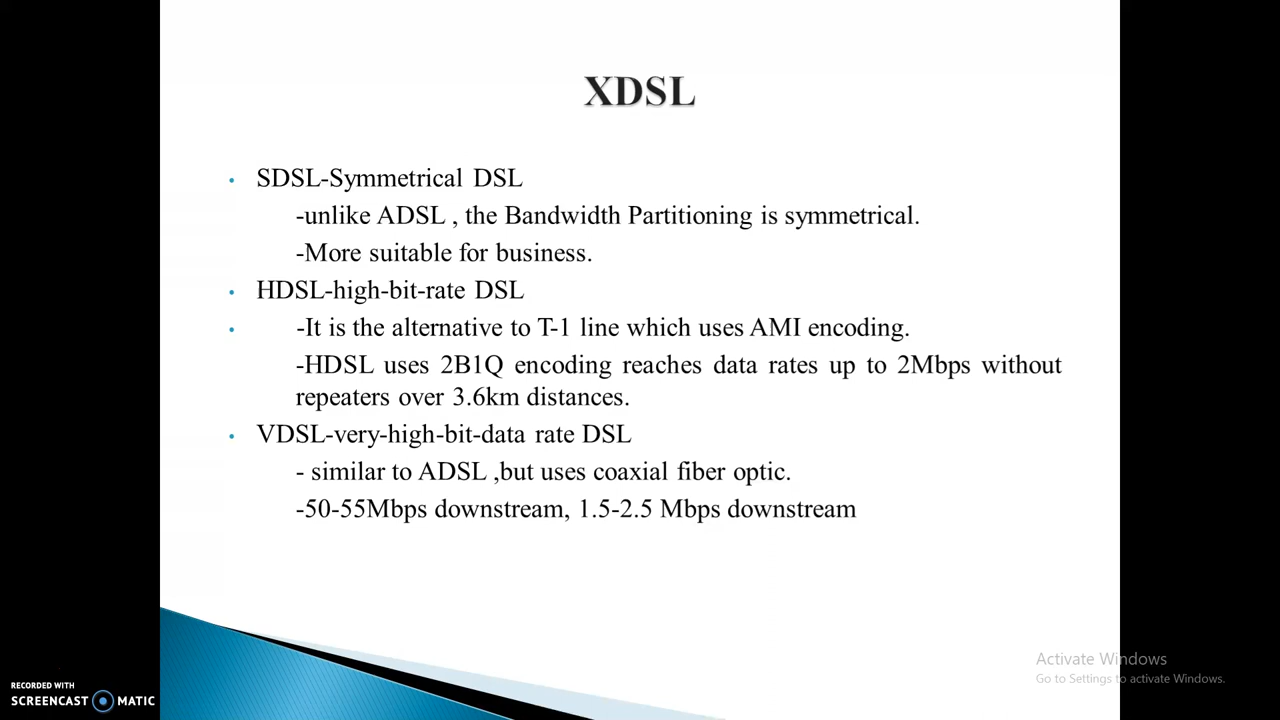 XDSL
• SDSL-Symmetrical DSL
-unlike ADSL , the Bandwidth Partitioning is symmetrical.
-More suitable for business.
• HDSL-high-bit-rate DSL
• -It is the alternative to T-1 line which uses AMI encoding.
-HDSL uses 2B1Q encoding reaches data rates up to 2Mbps without
repeaters over 3.6km distances.
• VDSL-very-high-bit-data rate DSL
- similar to ADSL ,but uses coaxial fiber optic.
-50-55Mbps downstream, 1.5-2.5 Mbps downstream
Activate Windows
Go to Settings to activate Windows.
RECORDED WITH
SCREENCAST MATIC